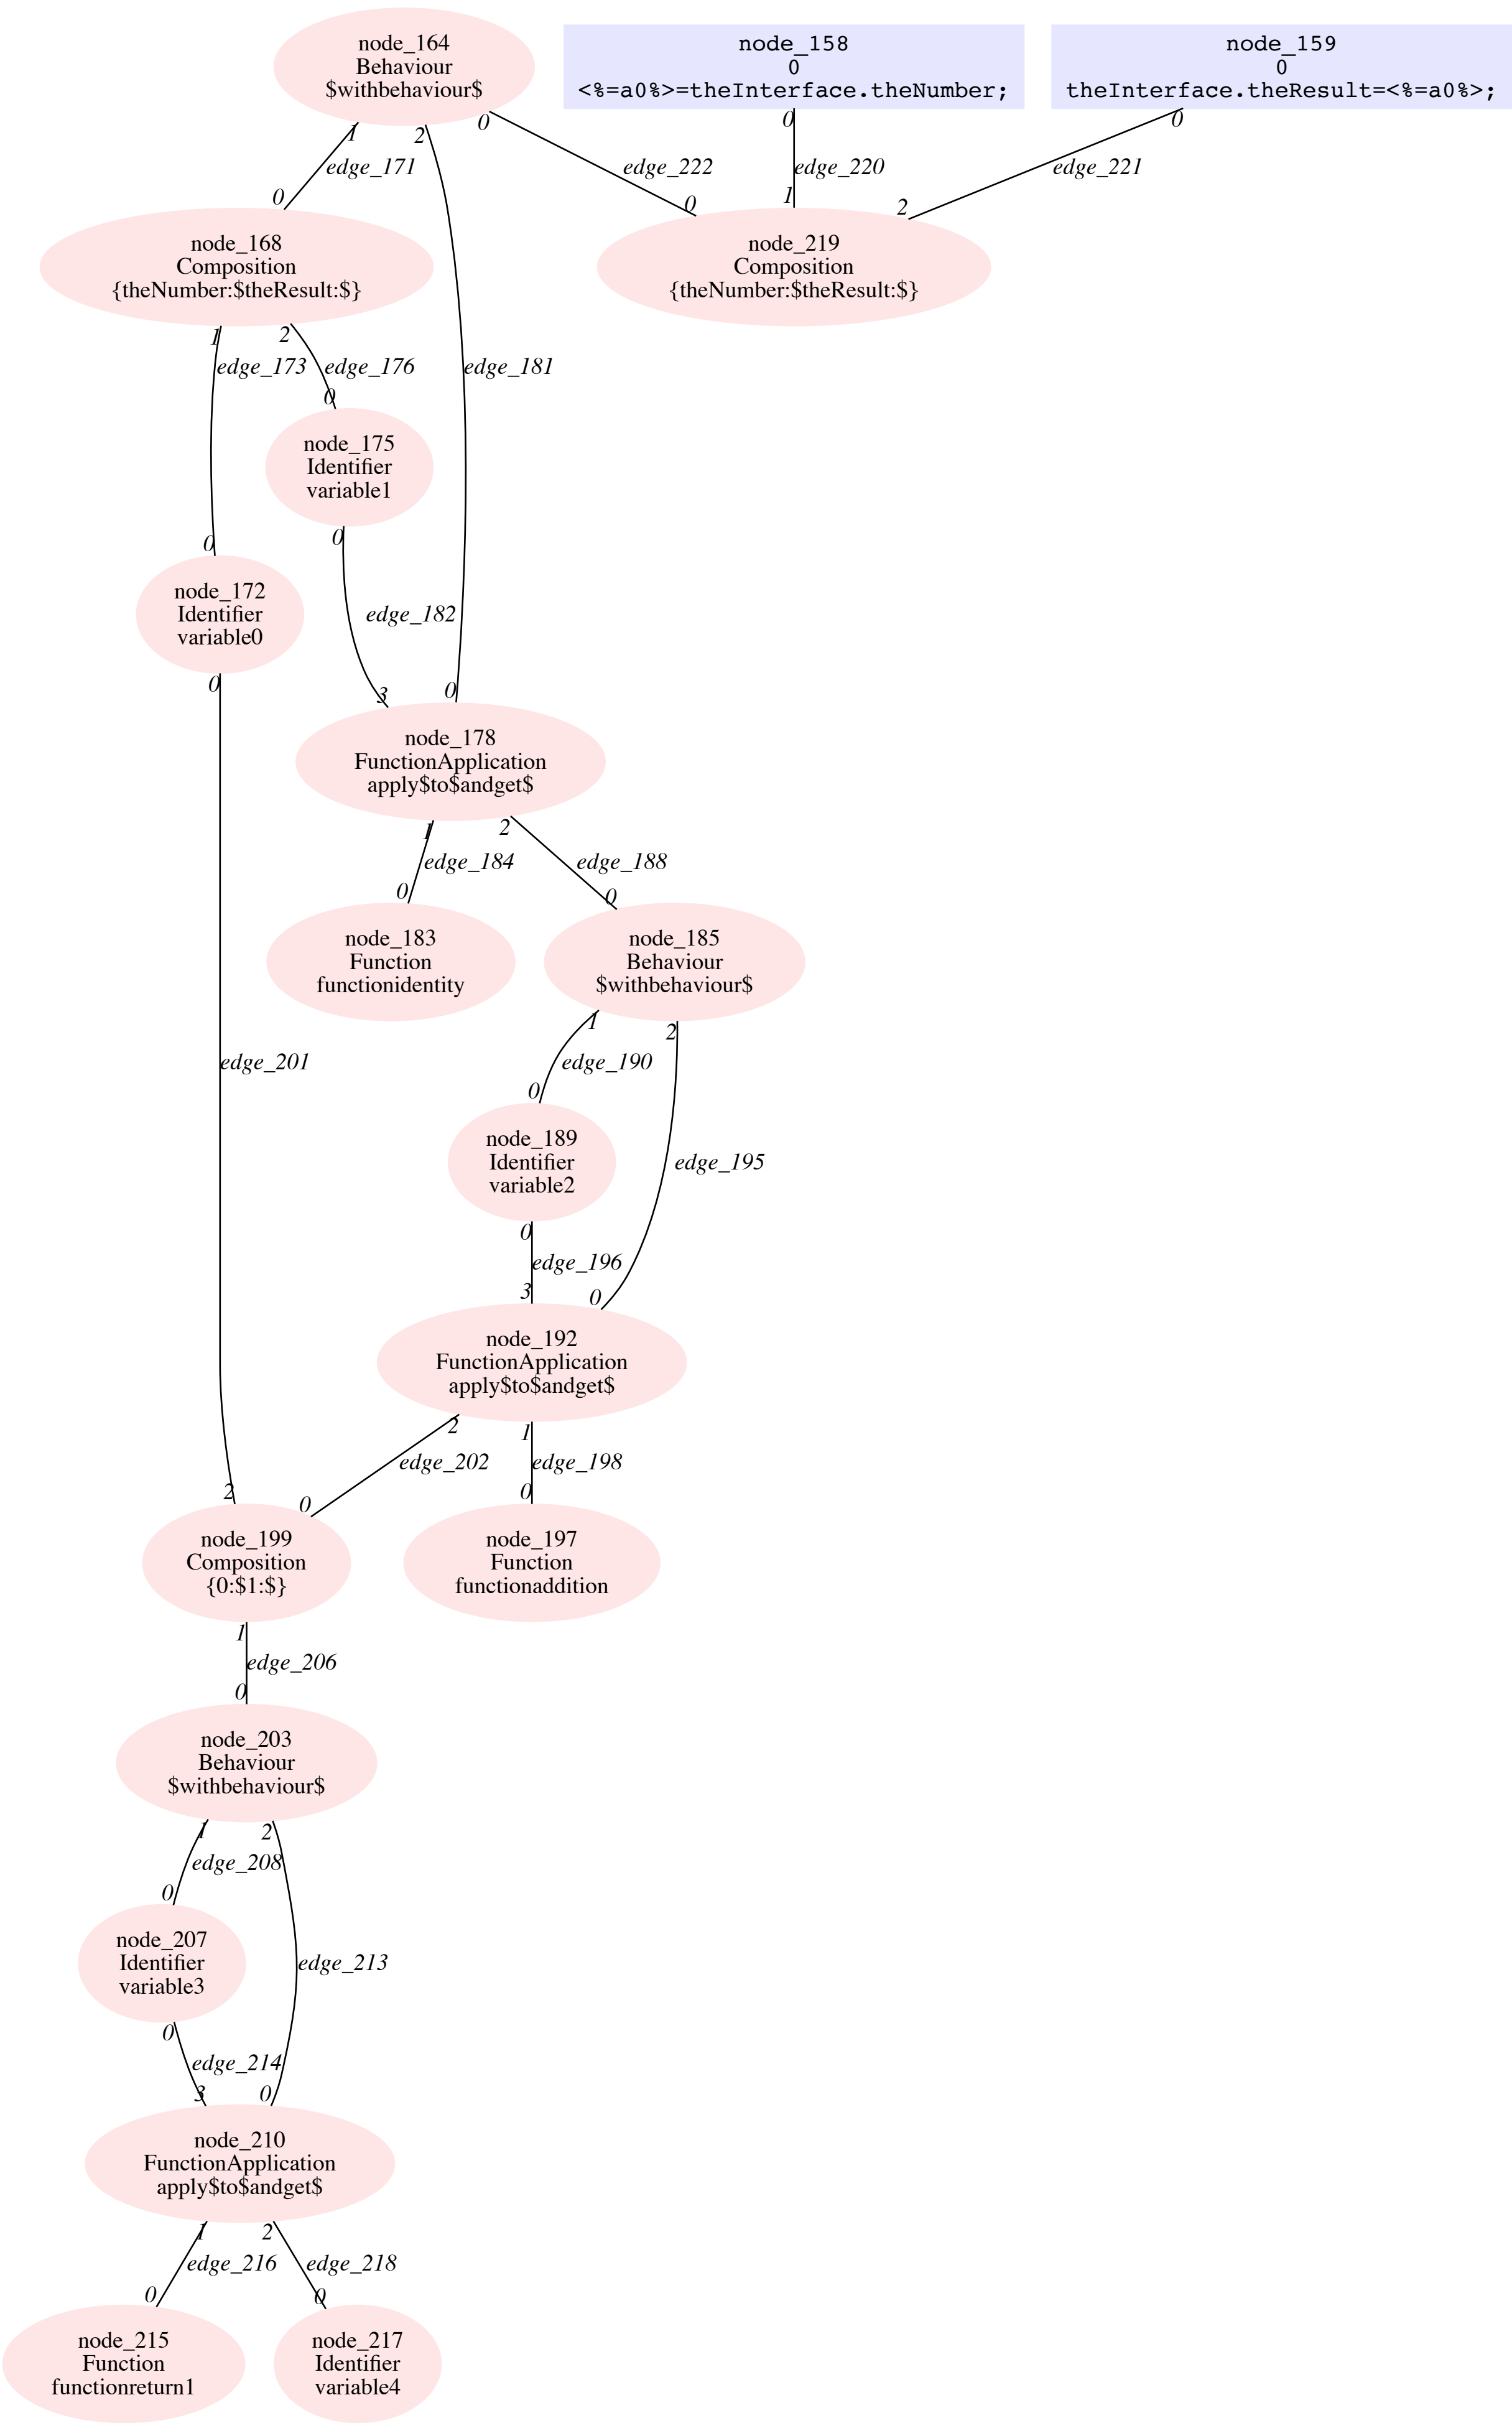 node_164
Behaviour
$withbehaviour$
node_158
0
<%=a0%>=theInterface.theNumber;
node_159
0
theInterface.theResult=<%=a0%>;
1
2
0
0
0
edge_171
edge_222
edge_220
edge_221
0
0
1
2
node_168
Composition
{theNumber:$theResult:$}
node_219
Composition
{theNumber:$theResult:$}
1
2
edge_173
edge_176
edge_181
0
node_175
Identifier
variable1
0
0
node_172
Identifier
variable0
edge_182
0
3
0
node_178
FunctionApplication
apply$to$andget$
1
2
edge_184
edge_188
0
0
node_183
Function
functionidentity
node_185
Behaviour
$withbehaviour$
1
2
edge_201
edge_190
0
node_189
Identifier
variable2
edge_195
0
edge_196
3
0
node_192
FunctionApplication
apply$to$andget$
2
1
edge_202
edge_198
2
0
0
node_199
Composition
{0:$1:$}
node_197
Function
functionaddition
1
edge_206
0
node_203
Behaviour
$withbehaviour$
1
2
edge_208
0
node_207
Identifier
variable3
edge_213
0
edge_214
3
0
node_210
FunctionApplication
apply$to$andget$
1
2
edge_216
edge_218
0
0
node_215
Function
functionreturn1
node_217
Identifier
variable4